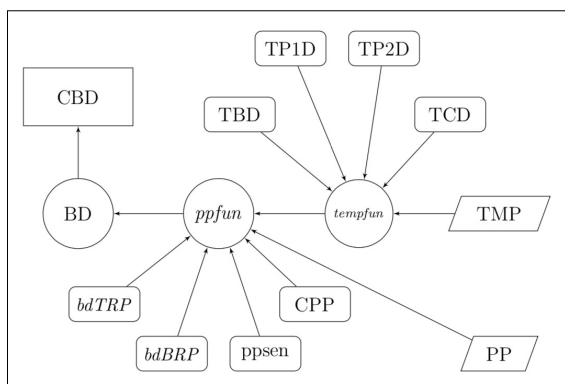 TP1D TP2D
CBD
TBD TCD
BD ppfun tempfun TMP
bdTRP CPP
bdBRP ppsen PP